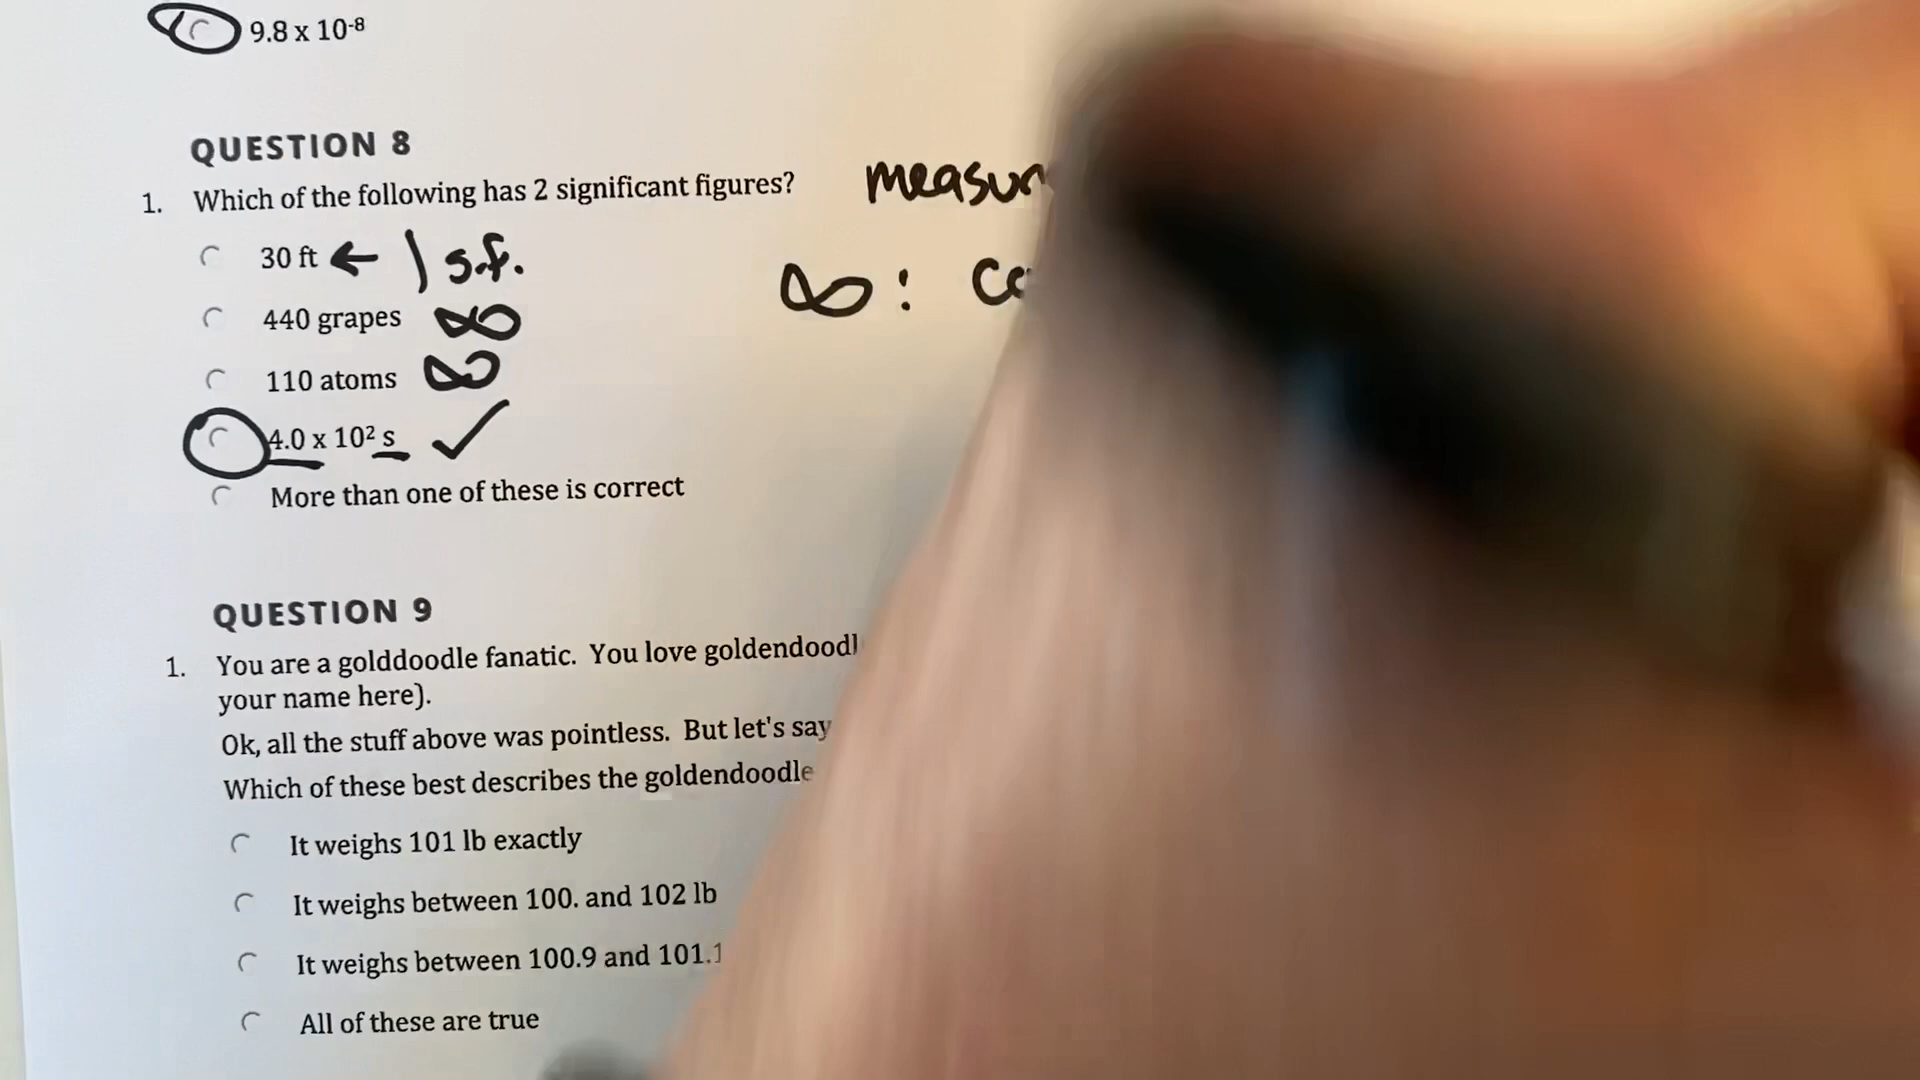 9.8 x 10⁻⁸
QUESTION 8
1. Which of the following has 2 significant figures?
30 ft ← 1 s.f.
∞ :
440 grapes ∞
110 atoms ∞
4.0 x 10² s ✓
More than one of these is correct
QUESTION 9
1. You are a golddoodle fanatic. You love
your name here).
Ok, all the stuff above was pointless. But let's say
Which of these best describes the goldendoodle
It weighs 101 lb exactly
It weighs between 100. and 102 lb
It weighs between 100.9 and 101.1
All of these are true